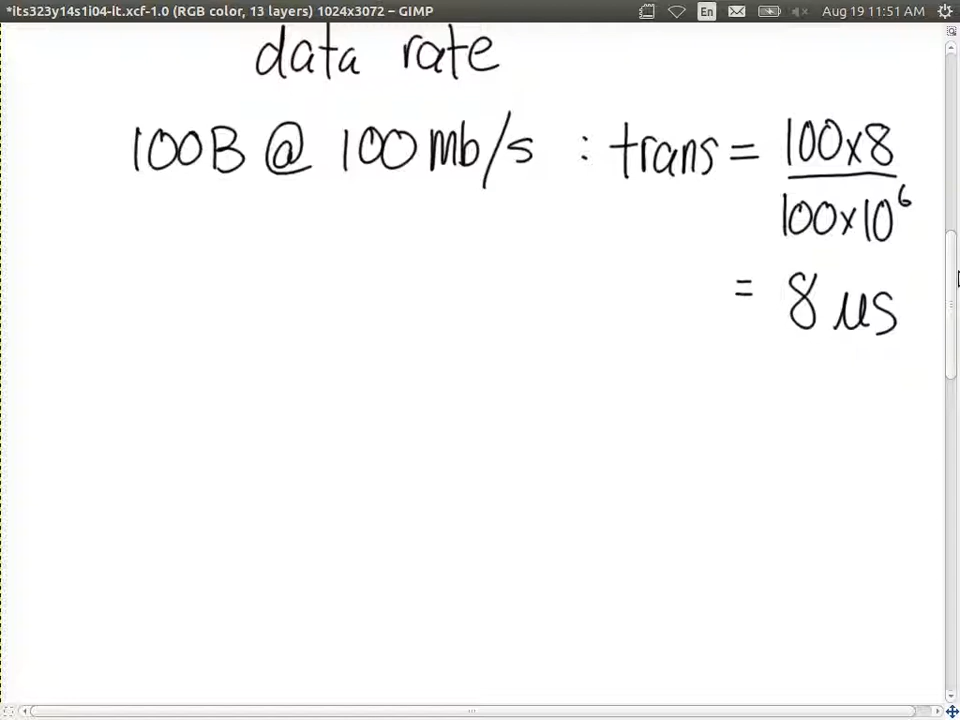 *its323y14s1i04-lt.xcf-1.0 (RGB color, 13 layers) 1024x3072 – GIMP En Aug 19 11:51 AM
data rate
100B @ 100mb/s : trans = 100x8
100x10⁶
= 8 us